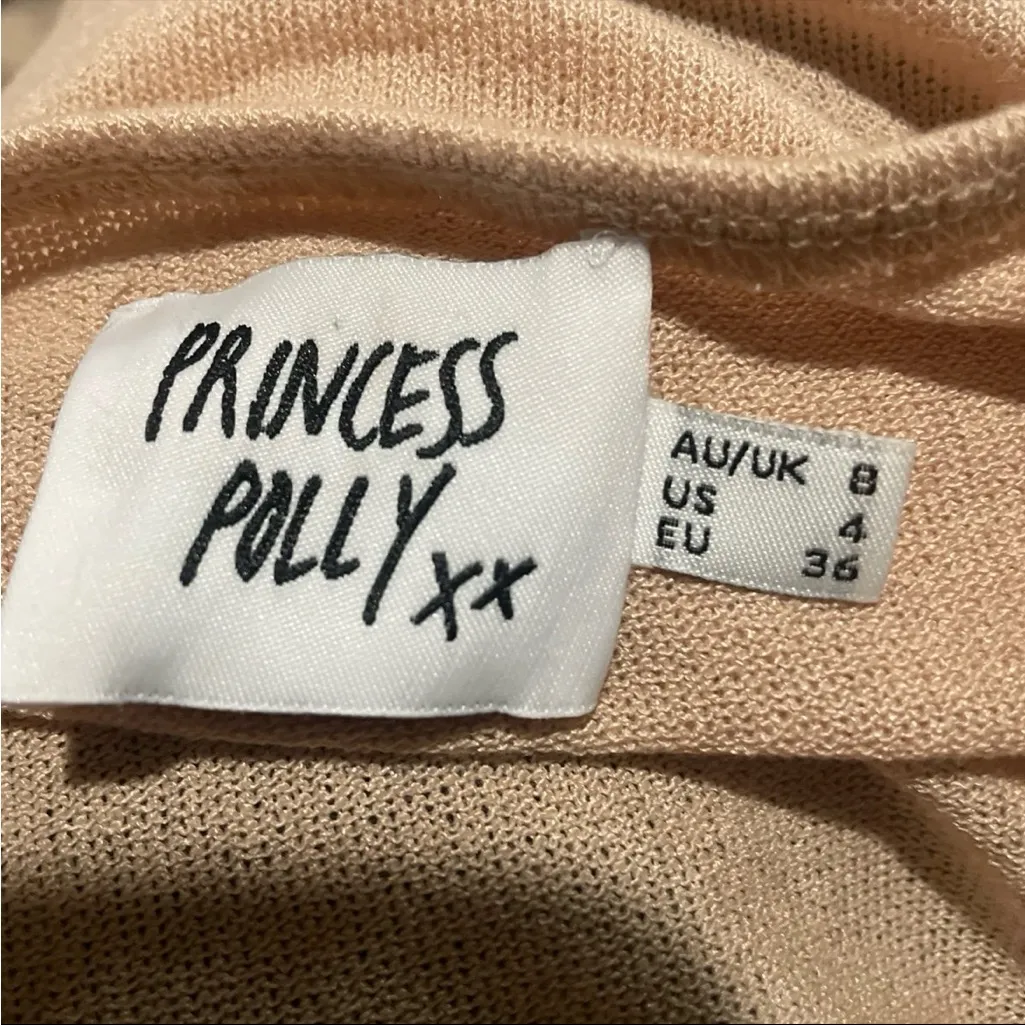 PRINCESS
POLLY xx
AU/UK 8
US 4
EU 36